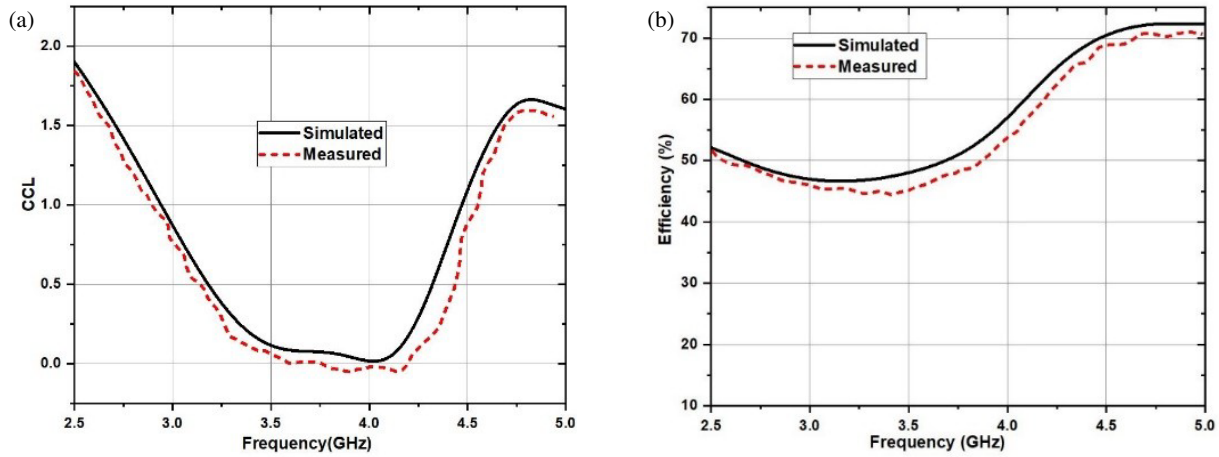 (a)
2.0
1.5
1.0
0.5
0.0
CCL
Simulated
Measured
2.5 3.0 3.5 4.0 4.5 5.0
Frequency(GHz)
(b)
70
60
50
40
30
20
10
Efficiency (%)
Simulated
Measured
2.5 3.0 3.5 4.0 4.5 5.0
Frequency (GHz)